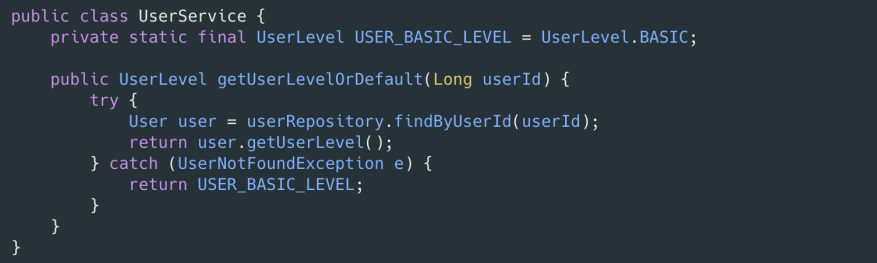 public class UserService {
    private static final UserLevel USER_BASIC_LEVEL = UserLevel.BASIC;

    public UserLevel getUserLevelOrDefault(Long userId) {
        try {
            User user = userRepository.findByUserId(userId);
            return user.getUserLevel();
        } catch (UserNotFoundException e) {
            return USER_BASIC_LEVEL;
        }
    }
}